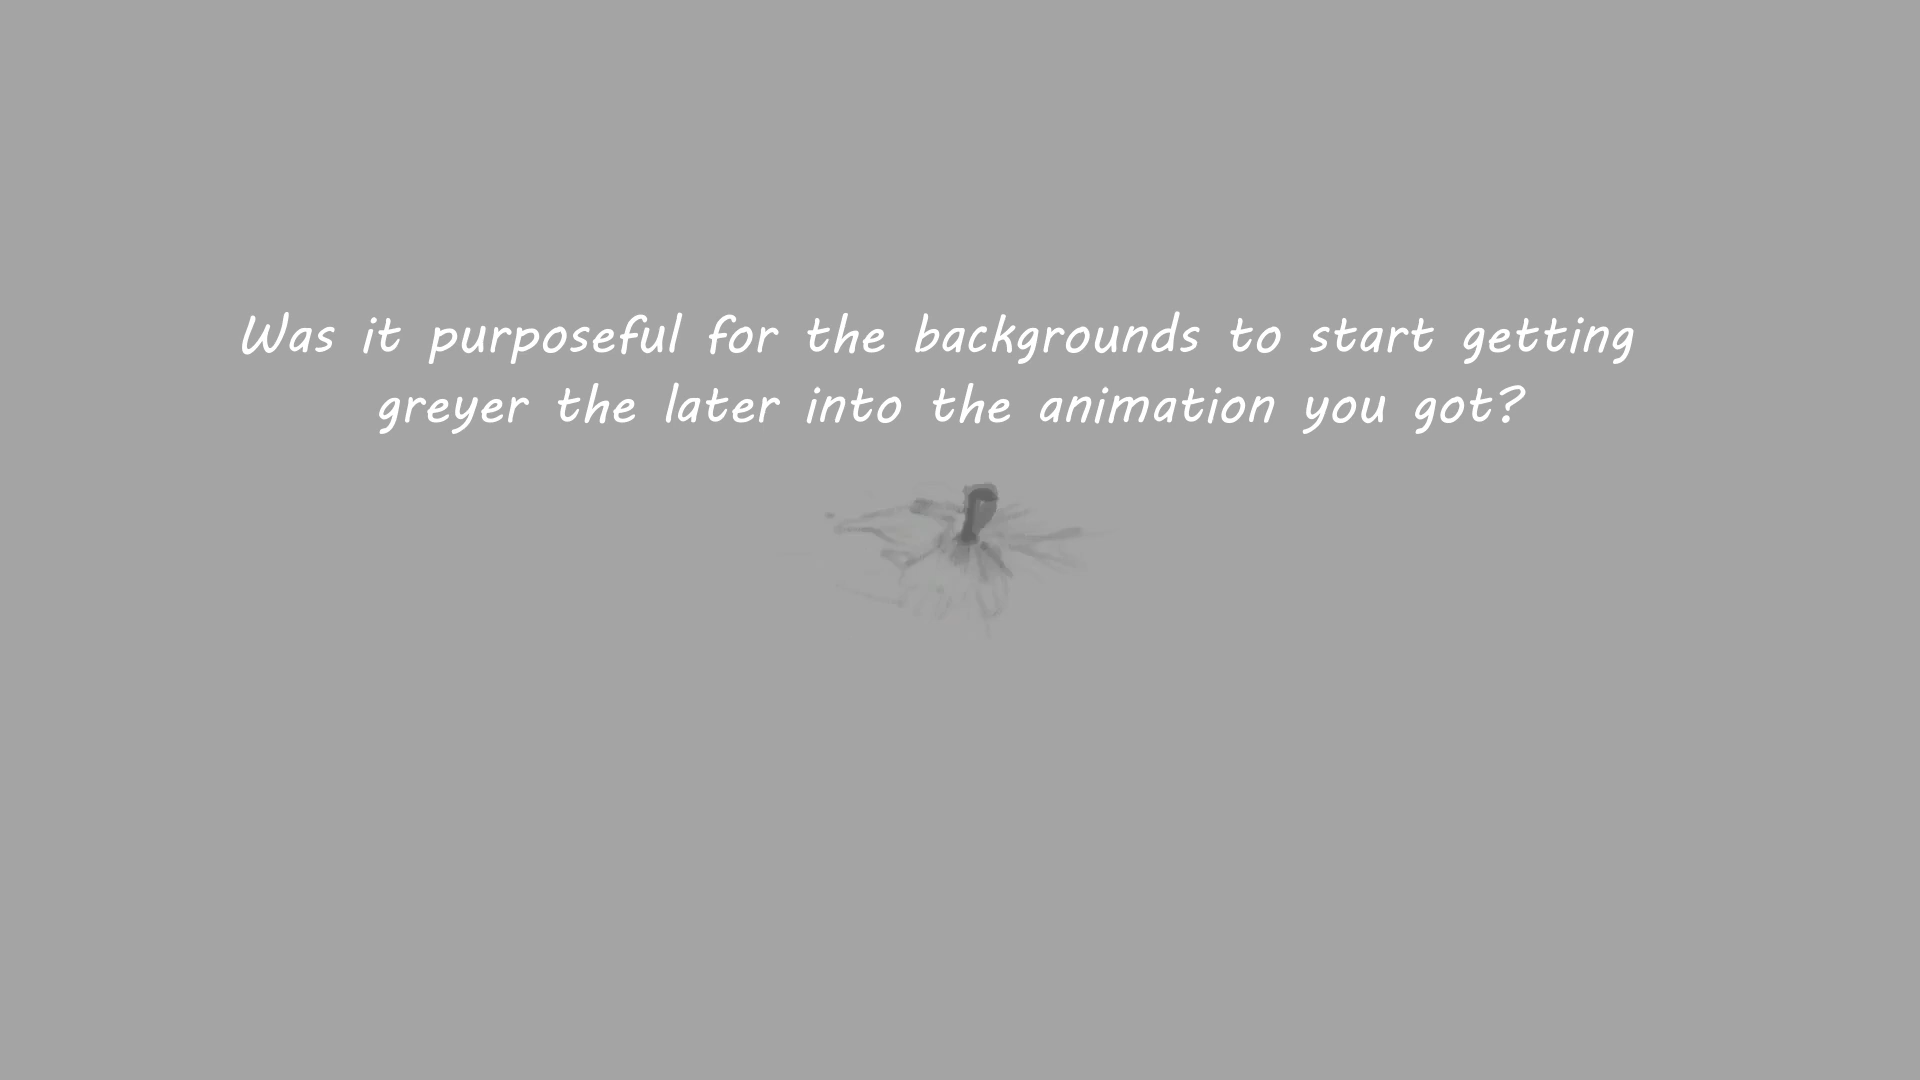 Was it purposeful for the backgrounds to start getting
greyer the later into the animation you got?